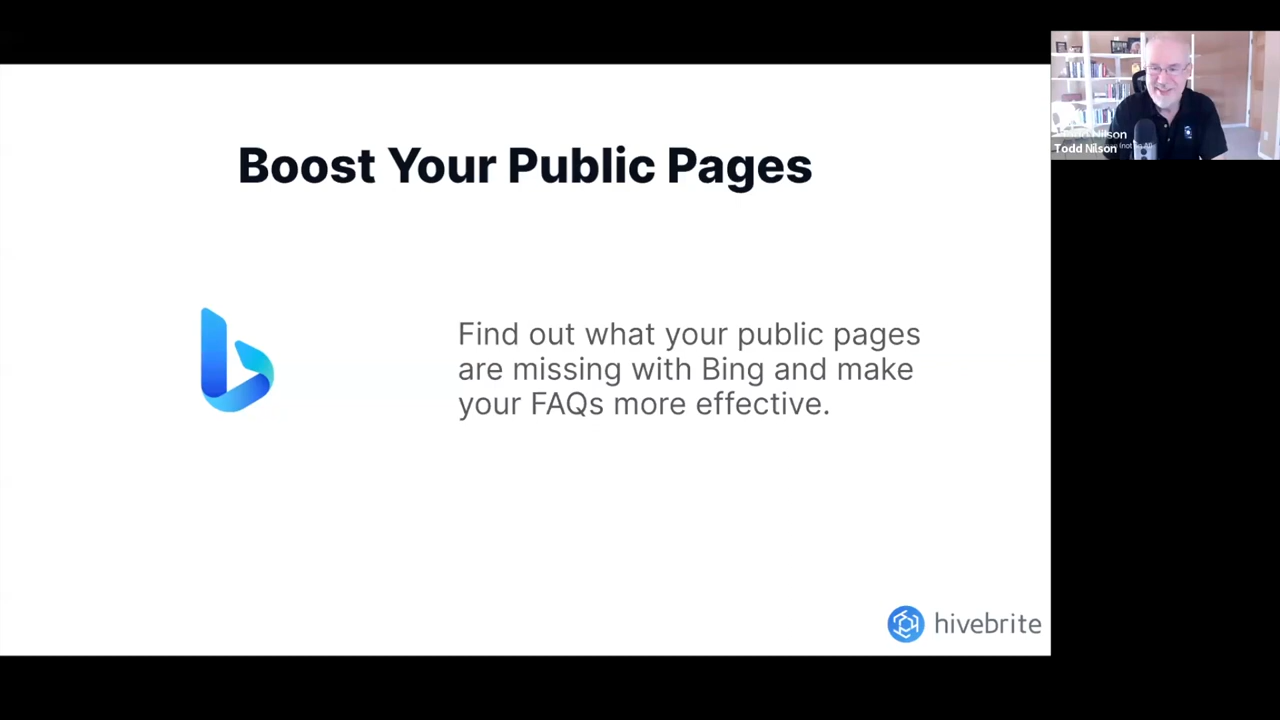 Boost Your Public Pages
Find out what your public pages
are missing with Bing and make
your FAQs more effective.
hivebrite
Nilson
Todd Nilson